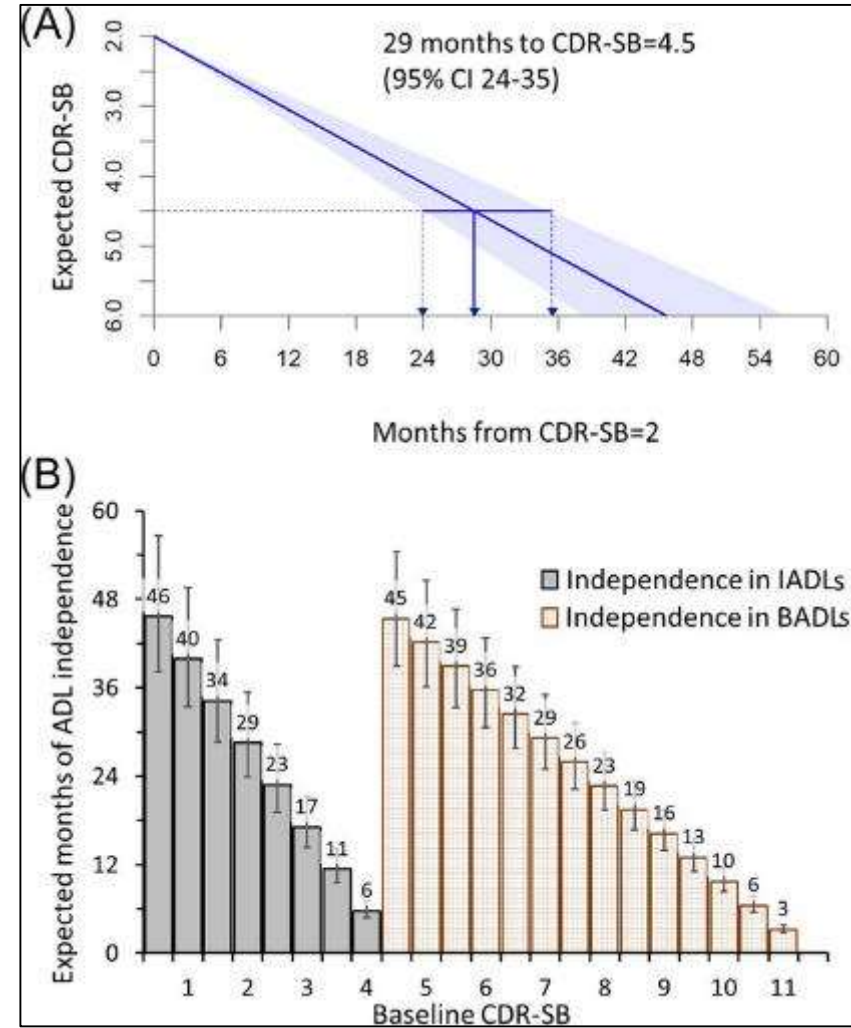 (A)
29 months to CDR-SB=4.5
(95% CI 24-35)
Expected CDR-SB
2.0
3.0
4.0
5.0
6.0
0 6 12 18 24 30 36 42 48 54 60
Months from CDR-SB=2
(B)
Expected months of ADL independence
60
48
36
24
12
0
Independence in IADLs
Independence in BADLs
46 40 34 29 23 17 11 6 45 42 39 36 32 29 26 23 19 16 13 10 6 3
1 2 3 4 5 6 7 8 9 10 11
Baseline CDR-SB